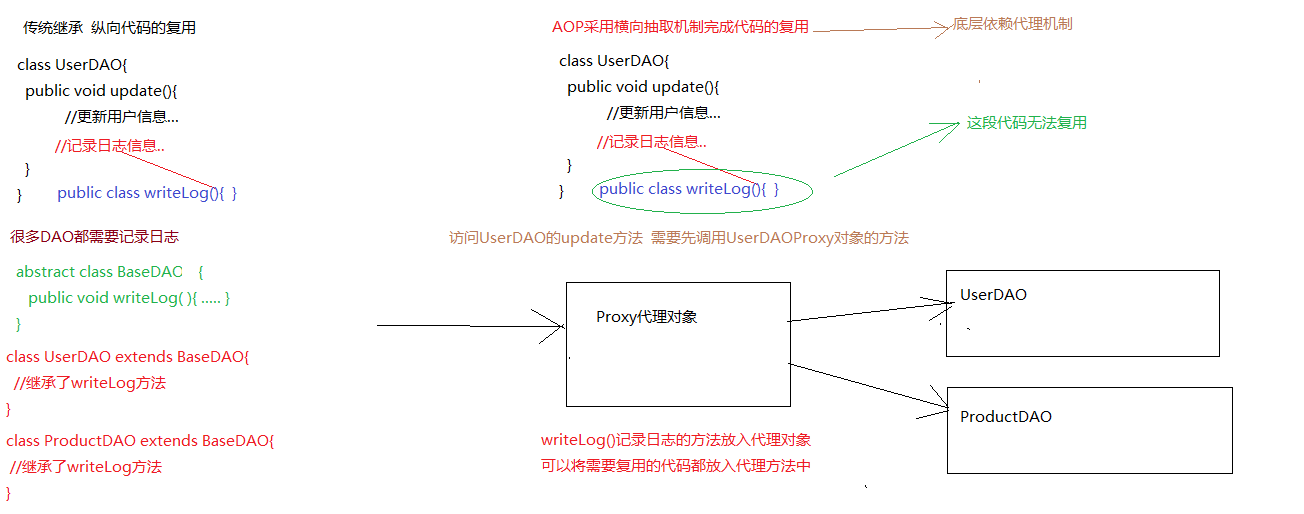 传统继承 纵向代码的复用
class UserDAO{
public void update(){
//更新用户信息...
//记录日志信息..
}
}
public class writeLog(){ }
很多DAO都需要记录日志
abstract class BaseDAO {
public void writeLog( ){ ..... }
}
class UserDAO extends BaseDAO{
//继承了writeLog方法
}
class ProductDAO extends BaseDAO{
//继承了writeLog方法
}
AOP采用横向抽取机制完成代码的复用
底层依赖代理机制
class UserDAO{
public void update(){
//更新用户信息...
//记录日志信息..
}
}
public class writeLog(){ }
这段代码无法复用
访问UserDAO的update方法 需要先调用UserDAOProxy对象的方法
Proxy代理对象
UserDAO
ProductDAO
writeLog()记录日志的方法放入代理对象
可以将需要复用的代码都放入代理方法中